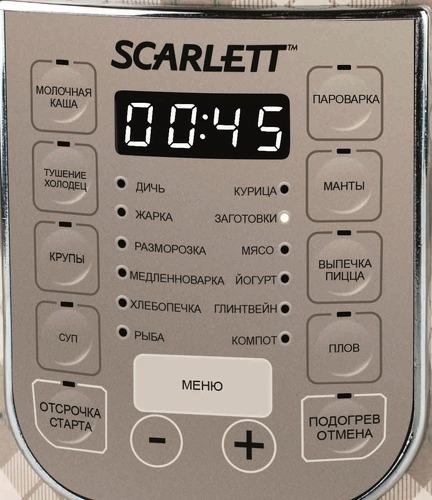 SCARLETT™
МОЛОЧНАЯ
КАША
00:45
ПАРОВАРКА
ТУШЕНИЕ
ХОЛОДЕЦ
ДИЧЬ
КУРИЦА
МАНТЫ
ЖАРКА
ЗАГОТОВКИ
КРУПЫ
РАЗМОРОЗКА
МЯСО
ВЫПЕЧКА
ПИЦЦА
МЕДЛЕННОВАРКА
ЙОГУРТ
ХЛЕБОПЕЧКА
ГЛИНТВЕЙН
СУП
РЫБА
КОМПОТ
ПЛОВ
МЕНЮ
ОТСРОЧКА
СТАРТА
-
+
ПОДОГРЕВ
ОТМЕНА